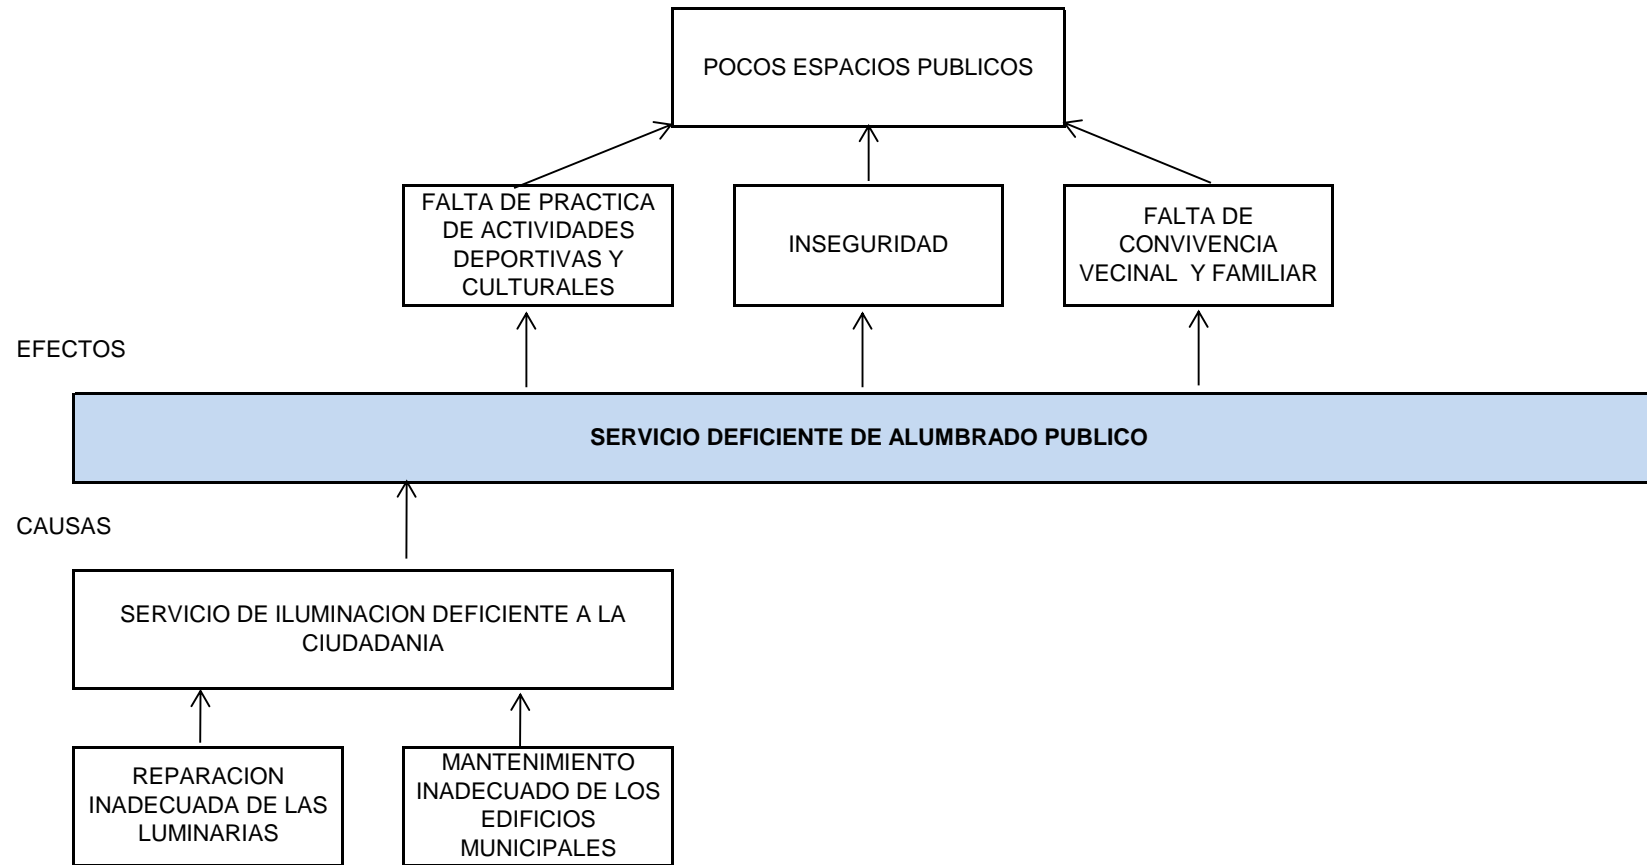 POCOS ESPACIOS PUBLICOS
FALTA DE PRACTICA
DE ACTIVIDADES
DEPORTIVAS Y
CULTURALES
INSEGURIDAD
FALTA DE
CONVIVENCIA
VECINAL Y FAMILIAR
EFECTOS
SERVICIO DEFICIENTE DE ALUMBRADO PUBLICO
CAUSAS
SERVICIO DE ILUMINACION DEFICIENTE A LA
CIUDADANIA
REPARACION
INADECUADA DE LAS
LUMINARIAS
MANTENIMIENTO
INADECUADO DE LOS
EDIFICIOS
MUNICIPALES